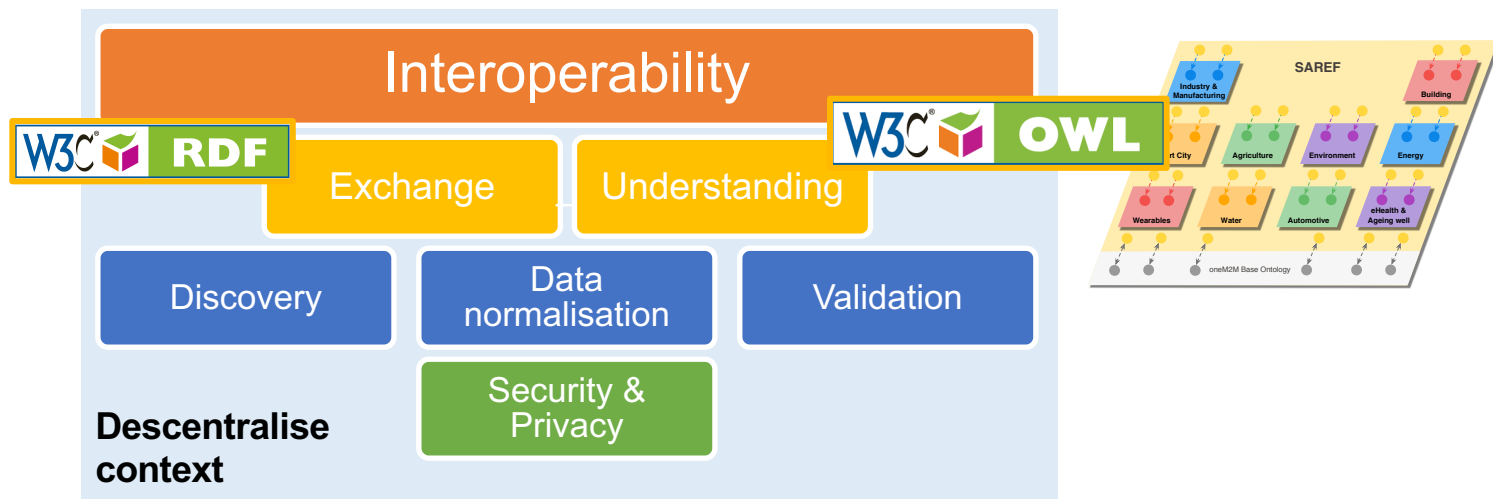 Interoperability
W3C® RDF
W3C® OWL
Exchange
Understanding
Discovery
Data
normalisation
Validation
Security &
Privacy
Descentralise
context
SAREF
Industry &
Manufacturing
Building
rt City
Agriculture
Environment
Energy
Wearables
Water
Automotive
eHealth &
Ageing well
oneM2M Base Ontology